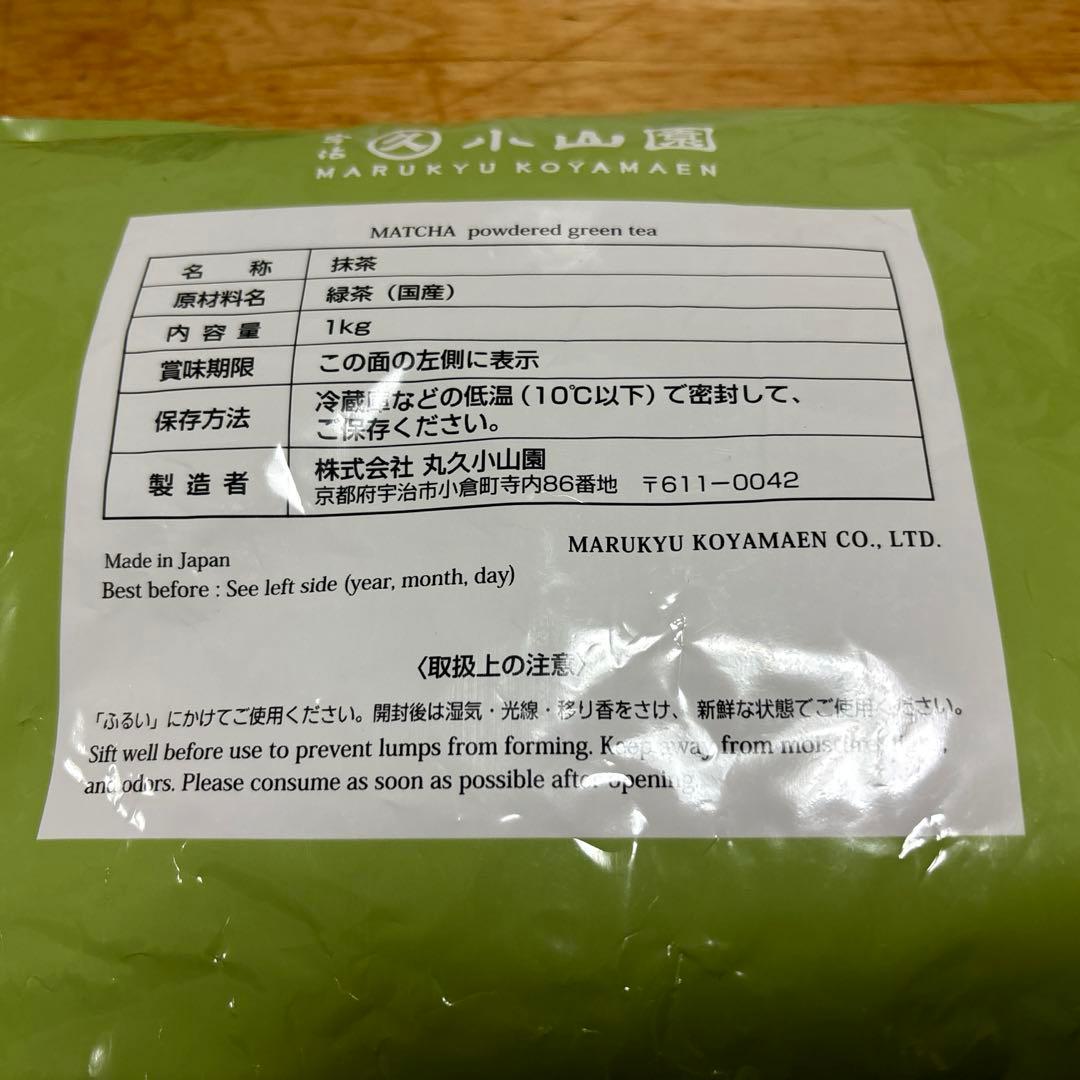 宇治 久 小山園
MARUKYU KOYAMAEN
MATCHA powdered green tea
名称 抹茶
原材料名 緑茶（国産）
内容量 1kg
賞味期限 この面の左側に表示
保存方法 冷蔵庫などの低温（10℃以下）で密封して、
ご保存ください。
製造者 株式会社 丸久小山園
京都府宇治市小倉町寺内86番地 〒611-0042
MARUKYU KOYAMAEN CO., LTD.
Made in Japan
Best before : See left side (year, month, day)
〈取扱上の注意〉
「ふるい」にかけてご使用ください。開封後は湿気・光線・移り香をさけ、新鮮な状態でご使用ください。
Sift well before use to prevent lumps from forming. Keep away from moisture,
and odors. Please consume as soon as possible after opening.